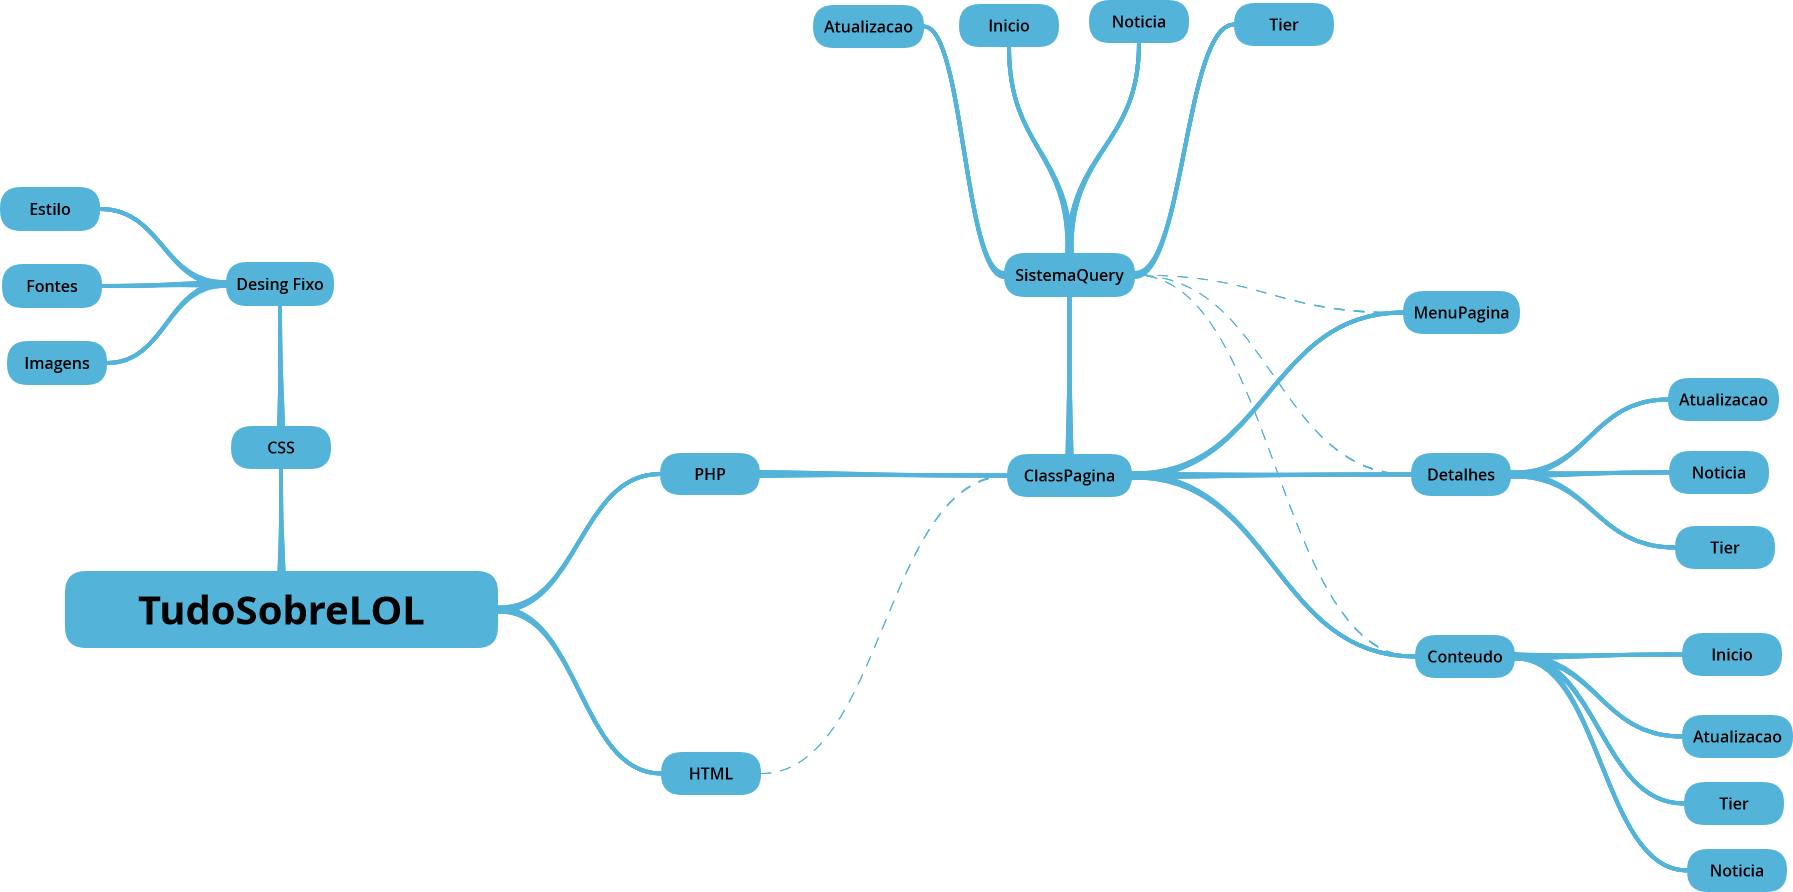 Atualizacao
Inicio
Noticia
Tier
Estilo
Fontes
Imagens
Desing Fixo
CSS
TudoSobreLOL
PHP
HTML
SistemaQuery
ClassPagina
MenuPagina
Detalhes
Atualizacao
Noticia
Tier
Conteudo
Inicio
Atualizacao
Tier
Noticia